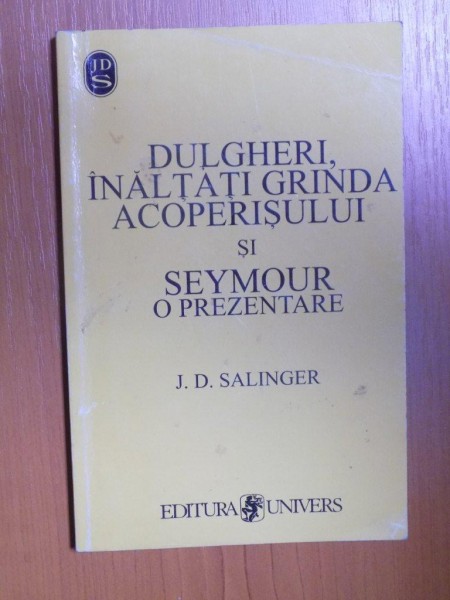 JD
S
DULGHERI,
ÎNĂLȚAȚI GRINDA
ACOPERIȘULUI
ȘI
SEYMOUR
O PREZENTARE
J. D. SALINGER
EDITURA UNIVERS